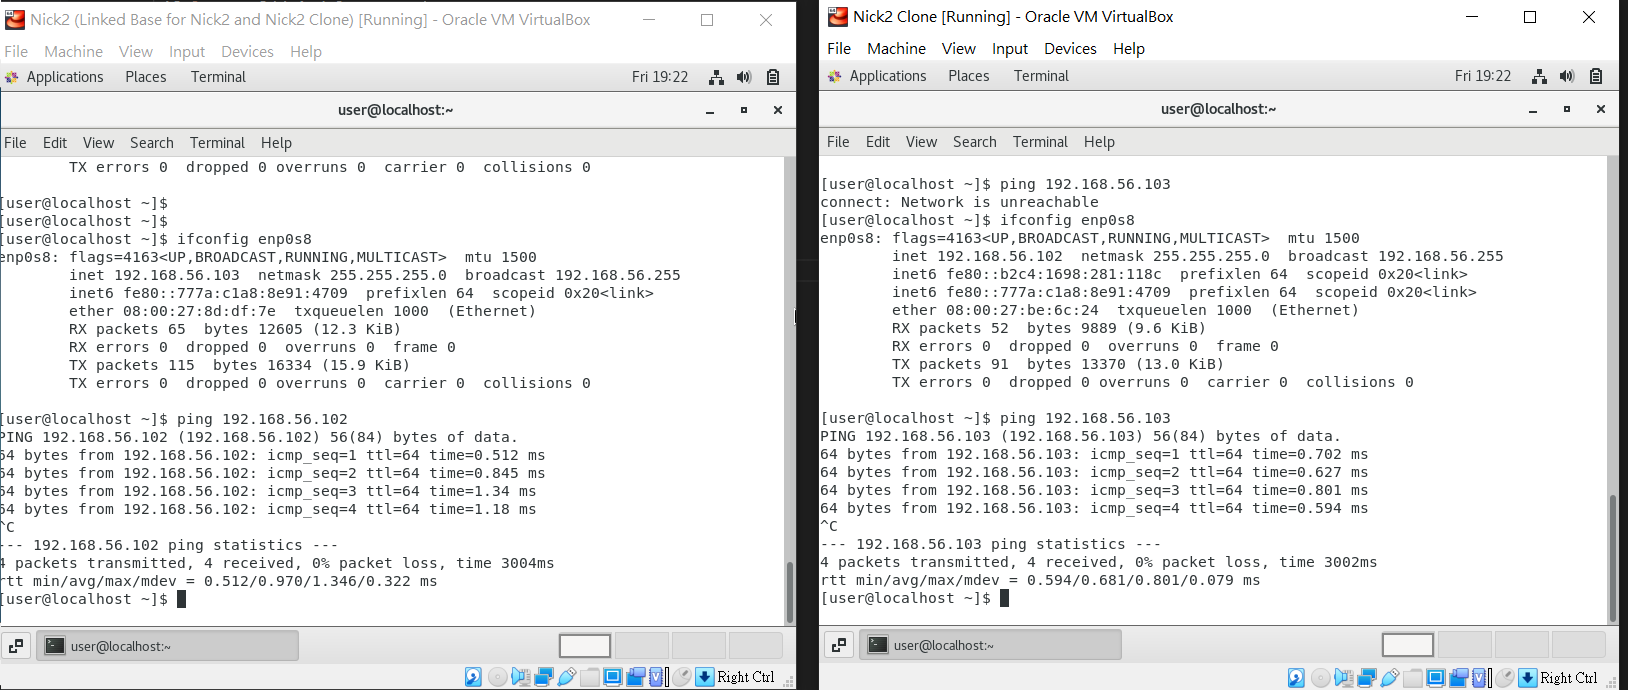 Nick2 (Linked Base for Nick2 and Nick2 Clone) [Running] - Oracle VM VirtualBox
File Machine View Input Devices Help
Applications Places Terminal Fri 19:22
user@localhost:~
File Edit View Search Terminal Help
TX errors 0  dropped 0 overruns 0  carrier 0  collisions 0
[user@localhost ~]$
[user@localhost ~]$
[user@localhost ~]$ ifconfig enp0s8
enp0s8: flags=4163<UP,BROADCAST,RUNNING,MULTICAST>  mtu 1500
inet 192.168.56.103  netmask 255.255.255.0  broadcast 192.168.56.255
inet6 fe80::777a:c1a8:8e91:4709  prefixlen 64  scopeid 0x20<link>
ether 08:00:27:8d:df:7e  txqueuelen 1000  (Ethernet)
RX packets 65  bytes 12605 (12.3 KiB)
RX errors 0  dropped 0  overruns 0  frame 0
TX packets 115  bytes 16334 (15.9 KiB)
TX errors 0  dropped 0 overruns 0  carrier 0  collisions 0
[user@localhost ~]$ ping 192.168.56.102
PING 192.168.56.102 (192.168.56.102) 56(84) bytes of data.
64 bytes from 192.168.56.102: icmp_seq=1 ttl=64 time=0.512 ms
64 bytes from 192.168.56.102: icmp_seq=2 ttl=64 time=0.845 ms
64 bytes from 192.168.56.102: icmp_seq=3 ttl=64 time=1.34 ms
64 bytes from 192.168.56.102: icmp_seq=4 ttl=64 time=1.18 ms
^C
--- 192.168.56.102 ping statistics ---
4 packets transmitted, 4 received, 0% packet loss, time 3004ms
rtt min/avg/max/mdev = 0.512/0.970/1.346/0.322 ms
[user@localhost ~]$
user@localhost:~
Right Ctrl
Nick2 Clone [Running] - Oracle VM VirtualBox
File Machine View Input Devices Help
Applications Places Terminal Fri 19:22
user@localhost:~
File Edit View Search Terminal Help
[user@localhost ~]$ ping 192.168.56.103
connect: Network is unreachable
[user@localhost ~]$ ifconfig enp0s8
enp0s8: flags=4163<UP,BROADCAST,RUNNING,MULTICAST>  mtu 1500
inet 192.168.56.102  netmask 255.255.255.0  broadcast 192.168.56.255
inet6 fe80::b2c4:1698:281:118c  prefixlen 64  scopeid 0x20<link>
inet6 fe80::777a:c1a8:8e91:4709  prefixlen 64  scopeid 0x20<link>
ether 08:00:27:be:6c:24  txqueuelen 1000  (Ethernet)
RX packets 52  bytes 9889 (9.6 KiB)
RX errors 0  dropped 0  overruns 0  frame 0
TX packets 91  bytes 13370 (13.0 KiB)
TX errors 0  dropped 0 overruns 0  carrier 0  collisions 0
[user@localhost ~]$ ping 192.168.56.103
PING 192.168.56.103 (192.168.56.103) 56(84) bytes of data.
64 bytes from 192.168.56.103: icmp_seq=1 ttl=64 time=0.702 ms
64 bytes from 192.168.56.103: icmp_seq=2 ttl=64 time=0.627 ms
64 bytes from 192.168.56.103: icmp_seq=3 ttl=64 time=0.801 ms
64 bytes from 192.168.56.103: icmp_seq=4 ttl=64 time=0.594 ms
^C
--- 192.168.56.103 ping statistics ---
4 packets transmitted, 4 received, 0% packet loss, time 3002ms
rtt min/avg/max/mdev = 0.594/0.681/0.801/0.079 ms
[user@localhost ~]$
user@localhost:~
Right Ctrl